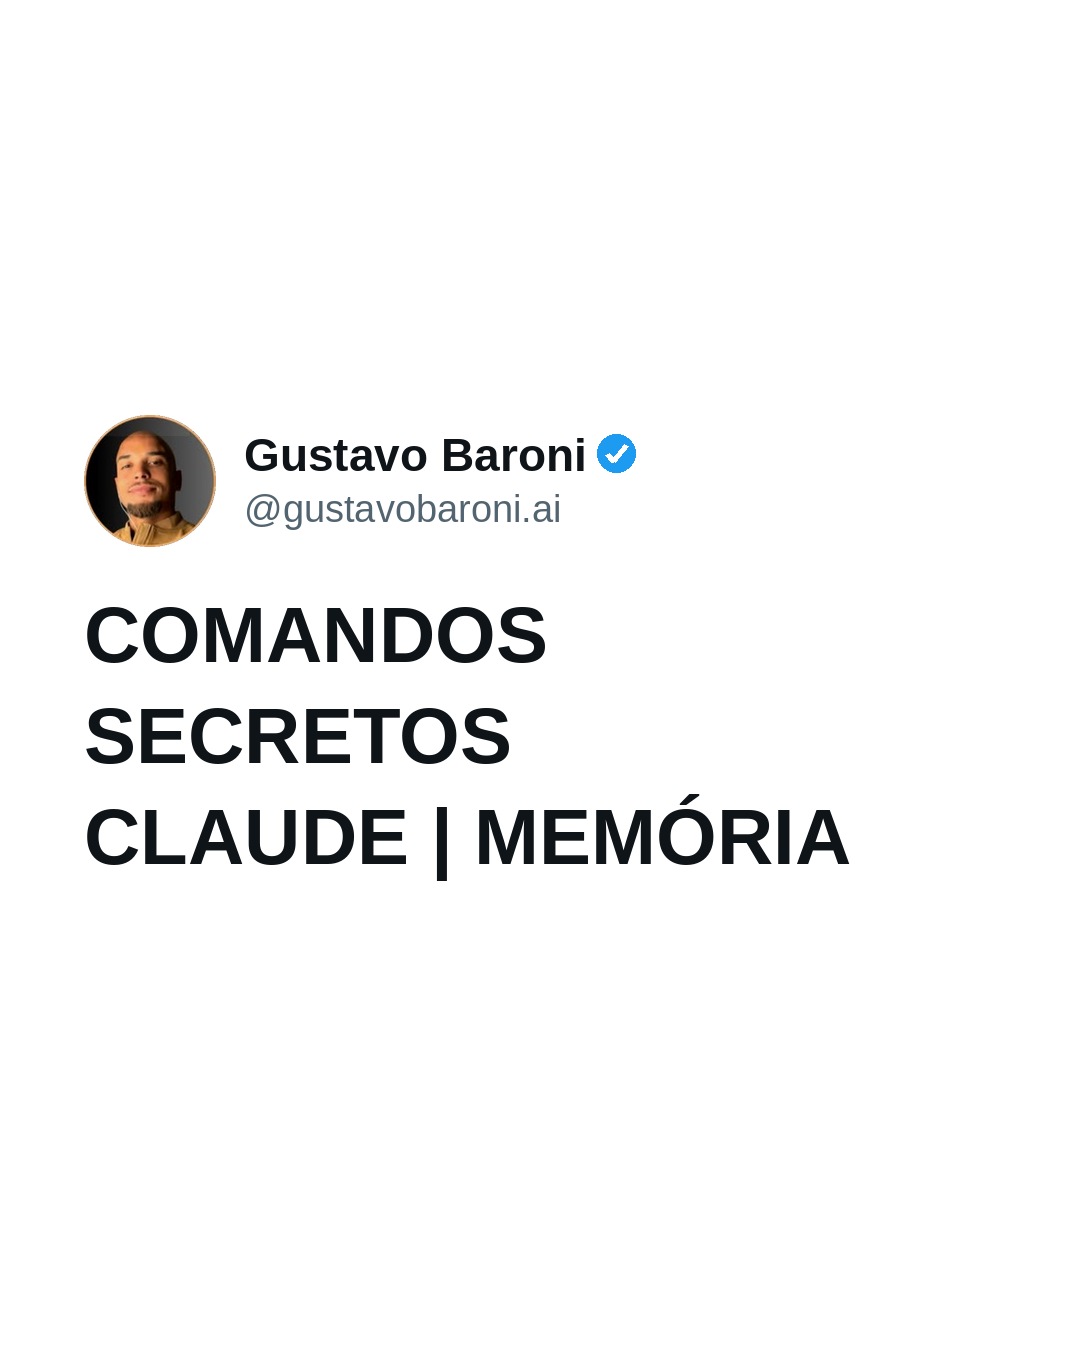 Gustavo Baroni
@gustavobaroni.ai
COMANDOS
SECRETOS
CLAUDE | MEMÓRIA